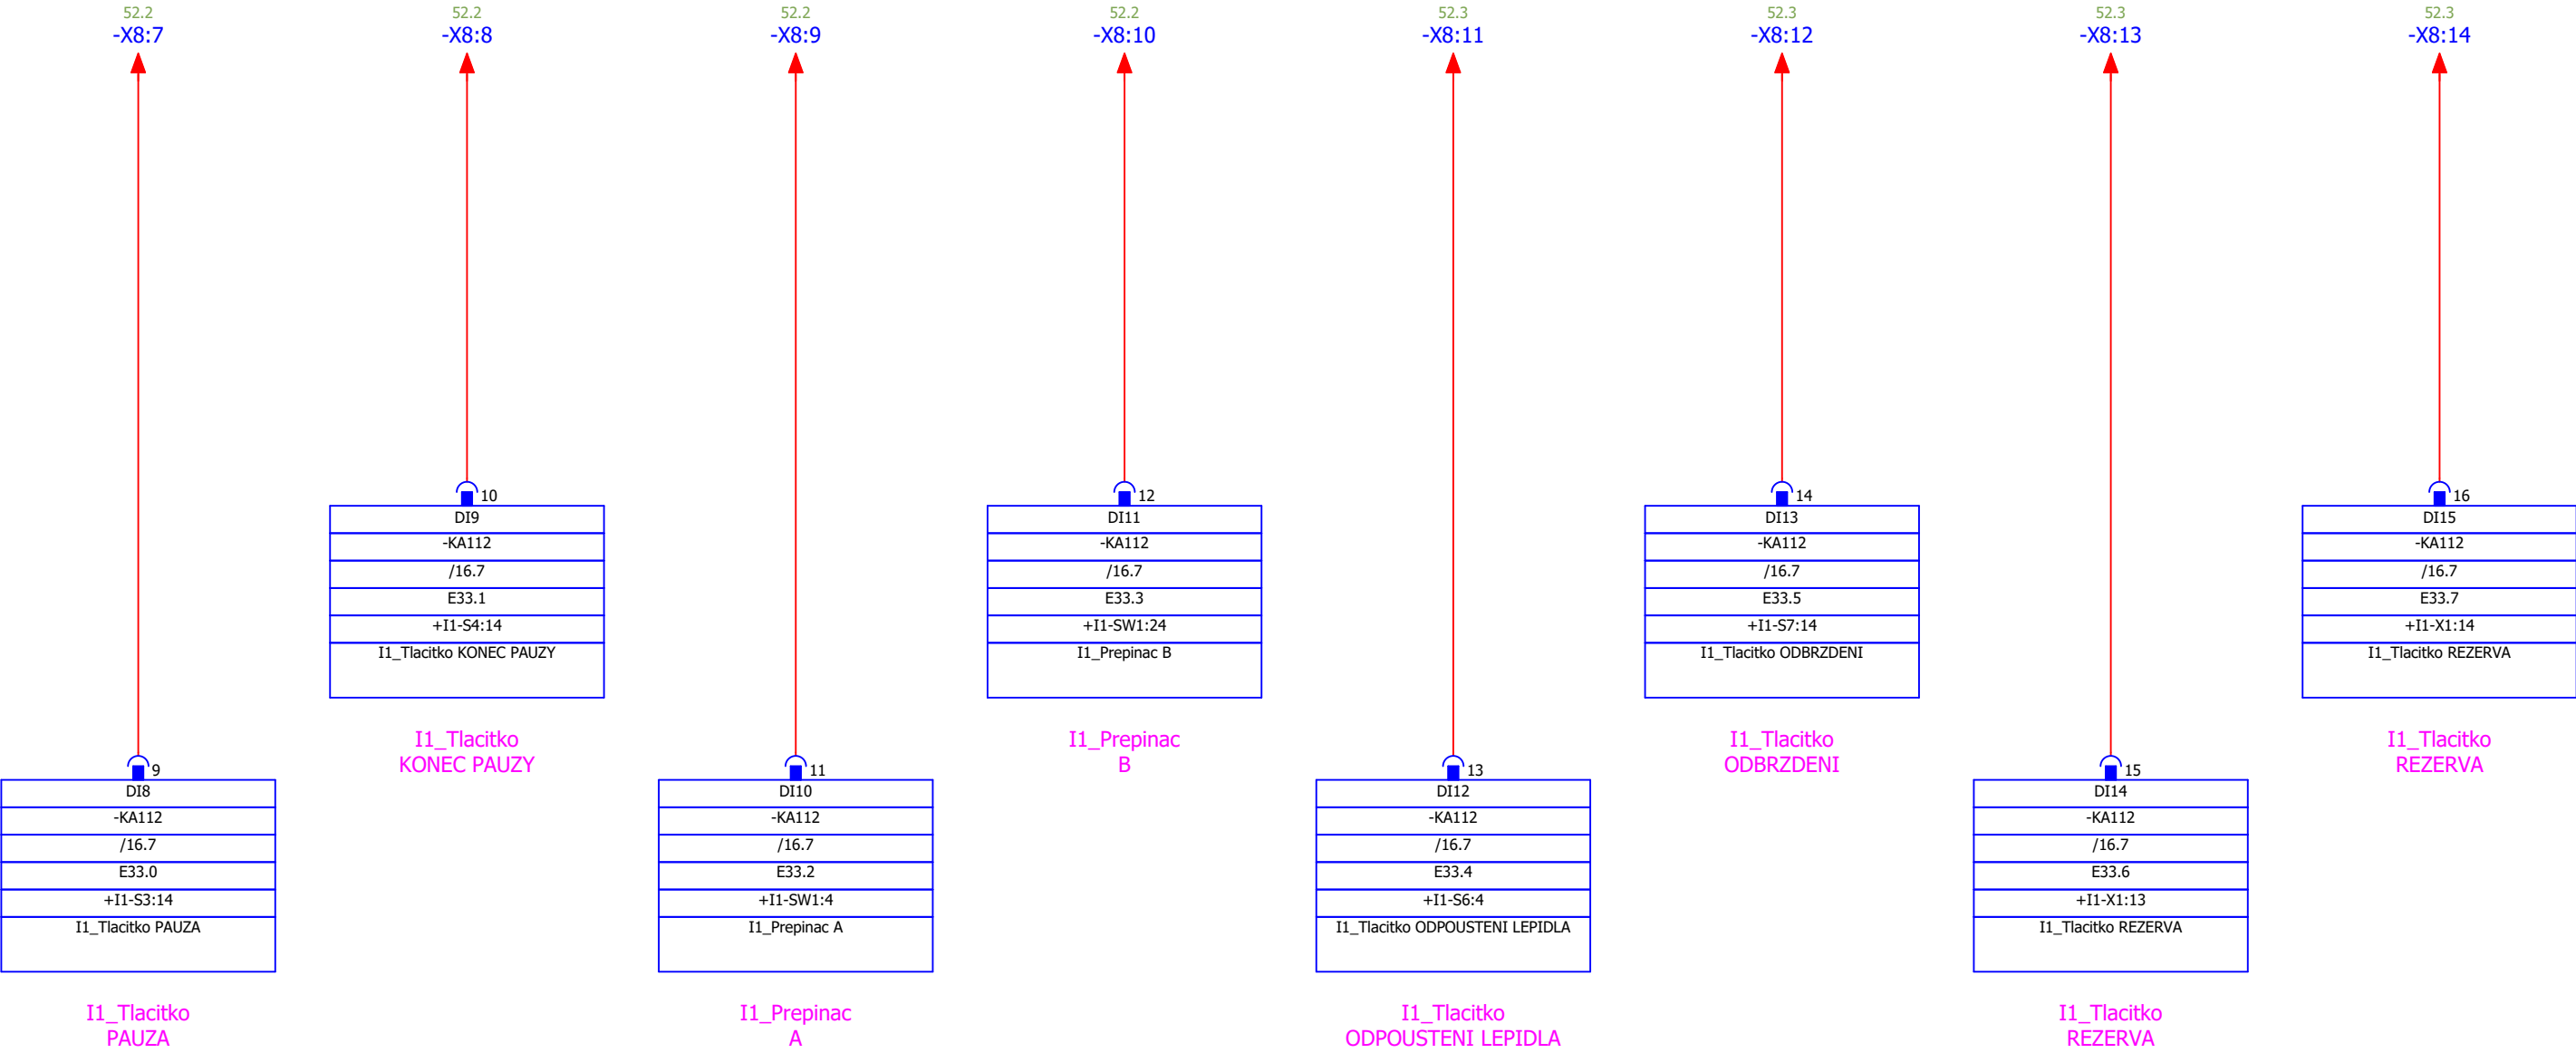 52.2
-X8:7
52.2
-X8:8
52.2
-X8:9
52.2
-X8:10
52.3
-X8:11
52.3
-X8:12
52.3
-X8:13
52.3
-X8:14
10
DI9
-KA112
/16.7
E33.1
+I1-S4:14
I1_Tlacitko KONEC PAUZY
I1_Tlacitko
KONEC PAUZY
12
DI11
-KA112
/16.7
E33.3
+I1-SW1:24
I1_Prepinac B
I1_Prepinac
B
14
DI13
-KA112
/16.7
E33.5
+I1-S7:14
I1_Tlacitko ODBRZDENI
I1_Tlacitko
ODBRZDENI
16
DI15
-KA112
/16.7
E33.7
+I1-X1:14
I1_Tlacitko REZERVA
I1_Tlacitko
REZERVA
9
DI8
-KA112
/16.7
E33.0
+I1-S3:14
I1_Tlacitko PAUZA
I1_Tlacitko
PAUZA
11
DI10
-KA112
/16.7
E33.2
+I1-SW1:4
I1_Prepinac A
I1_Prepinac
A
13
DI12
-KA112
/16.7
E33.4
+I1-S6:4
I1_Tlacitko ODPOUSTENI LEPIDLA
I1_Tlacitko
ODPOUSTENI LEPIDLA
15
DI14
-KA112
/16.7
E33.6
+I1-X1:13
I1_Tlacitko REZERVA
I1_Tlacitko
REZERVA